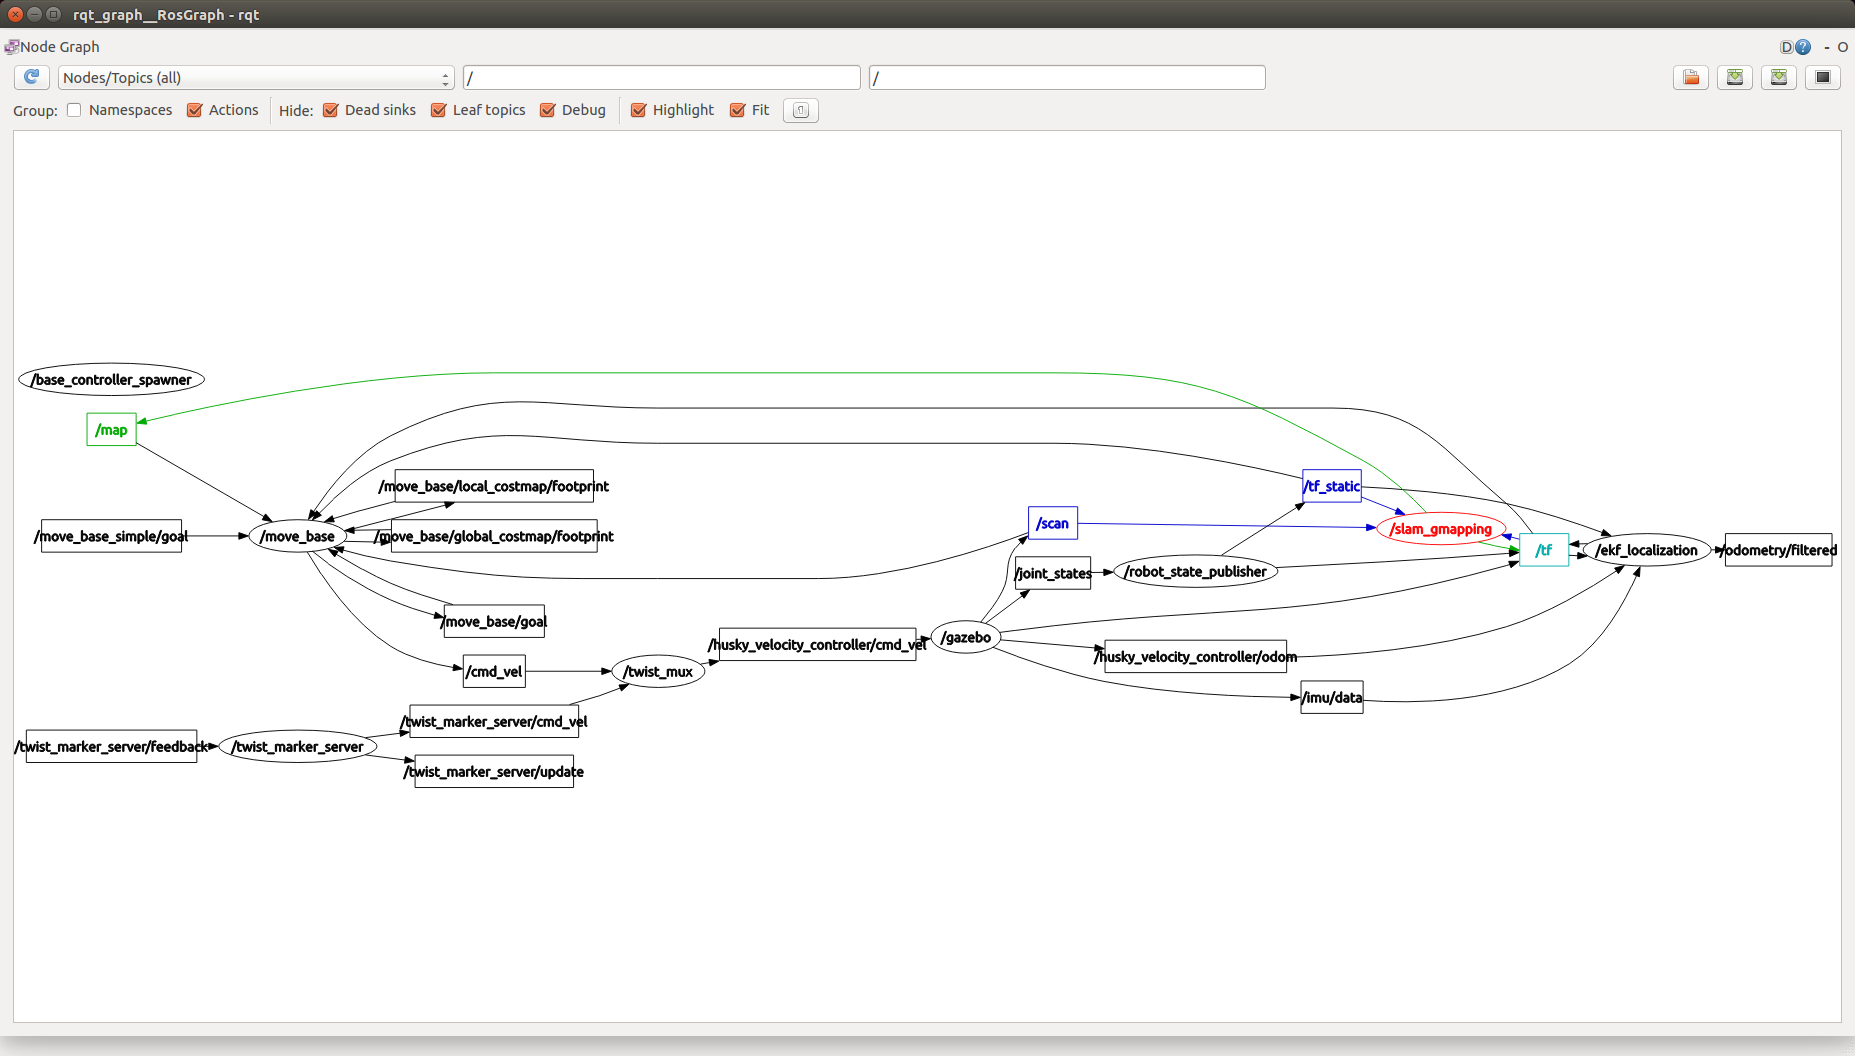 rqt_graph__RosGraph - rqt
Node Graph
D ? - O
Nodes/Topics (all) / /
Group: Namespaces Actions Hide: Dead sinks Leaf topics Debug Highlight Fit
/base_controller_spawner
/map
/move_base/local_costmap/footprint
/tf_static
/scan
/slam_gmapping
/move_base_simple/goal
/move_base
/move_base/global_costmap/footprint
/tf
/ekf_localization
/odometry/filtered
/joint_states
/robot_state_publisher
/move_base/goal
/gazebo
/husky_velocity_controller/cmd_vel
/husky_velocity_controller/odom
/cmd_vel
/twist_mux
/imu/data
/twist_marker_server/cmd_vel
/twist_marker_server/feedback
/twist_marker_server
/twist_marker_server/update